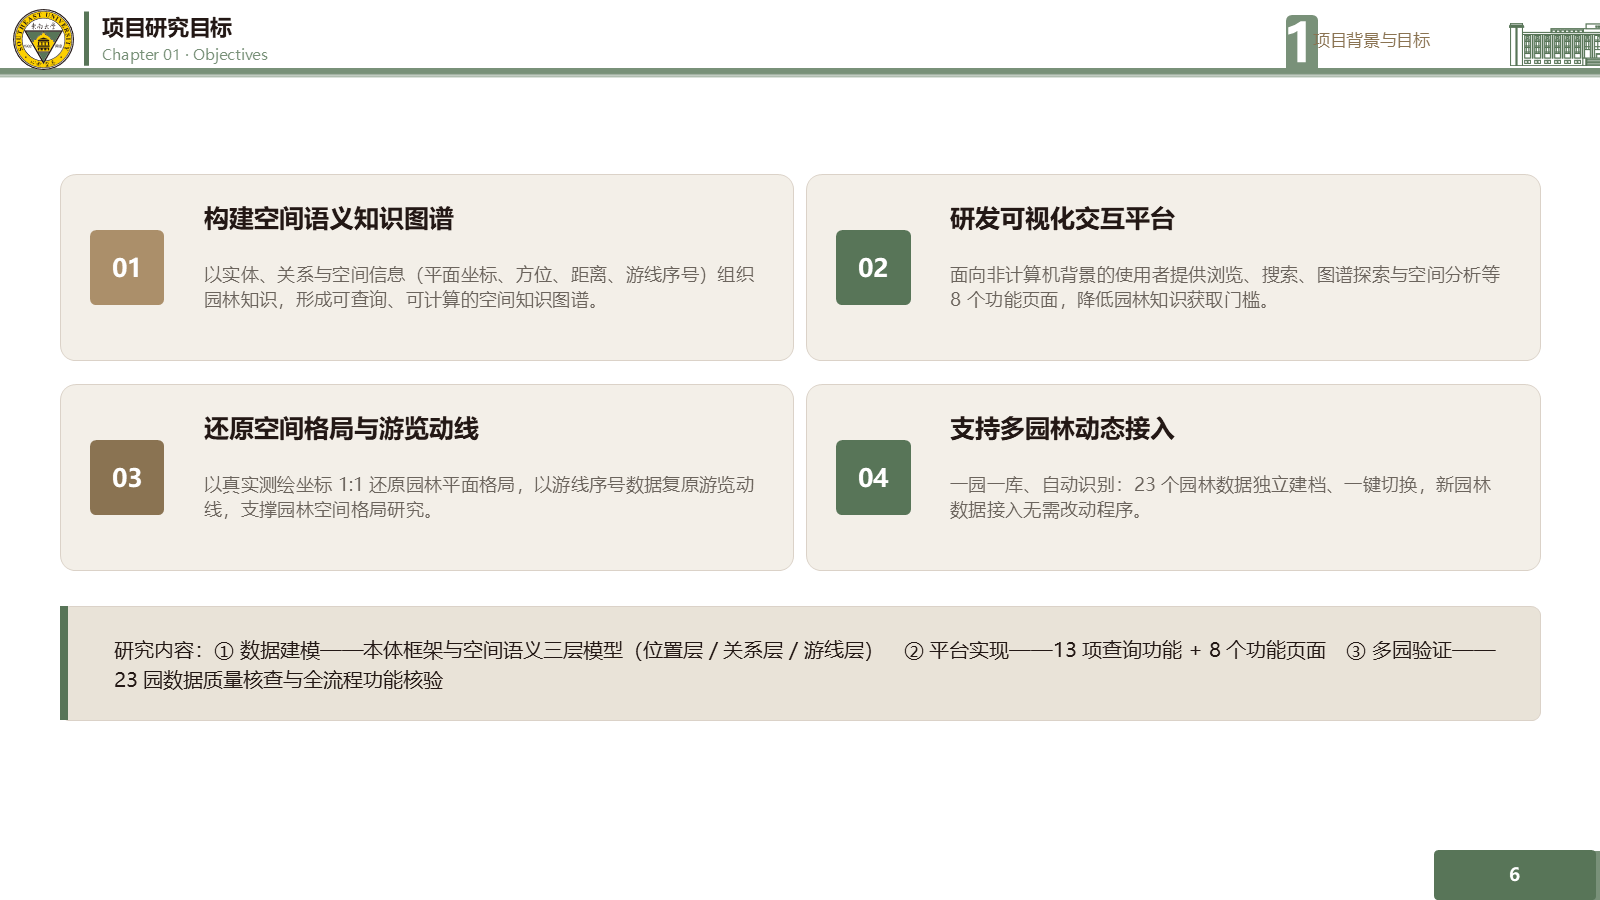 项目研究目标
Chapter 01 · Objectives
1
项目背景与目标
SOUTHEAST UNIVERSITY
01
构建空间语义知识图谱
以实体、关系与空间信息（平面坐标、方位、距离、游线序号）组织
园林知识，形成可查询、可计算的空间知识图谱。
02
研发可视化交互平台
面向非计算机背景的使用者提供浏览、搜索、图谱探索与空间分析等
8 个功能页面，降低园林知识获取门槛。
03
还原空间格局与游览动线
以真实测绘坐标 1:1 还原园林平面格局，以游线序号数据复原游览动
线，支撑园林空间格局研究。
04
支持多园林动态接入
一园一库、自动识别：23 个园林数据独立建档、一键切换，新园林
数据接入无需改动程序。
研究内容：① 数据建模——本体框架与空间语义三层模型（位置层 / 关系层 / 游线层） ② 平台实现——13 项查询功能 + 8 个功能页面 ③ 多园验证——
23 园数据质量核查与全流程功能核验
6